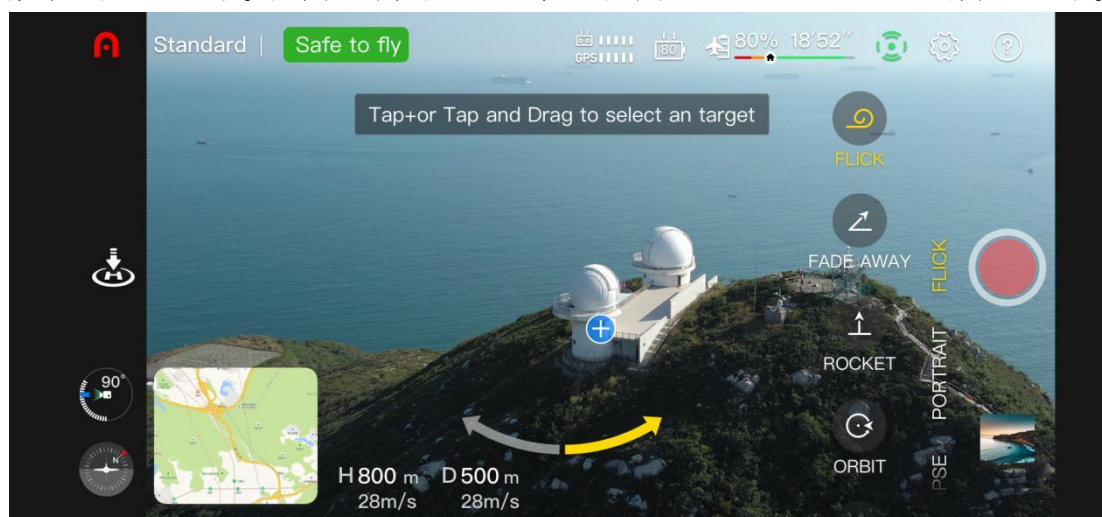 Standard
Safe to fly
GPS
80
80%
18'52"
Tap+or Tap and Drag to select an target
FLICK
FADE AWAY
ROCKET
ORBIT
FLICK
PORTRAIT
PSE
90°
N
H 800 m D 500 m
28m/s 28m/s